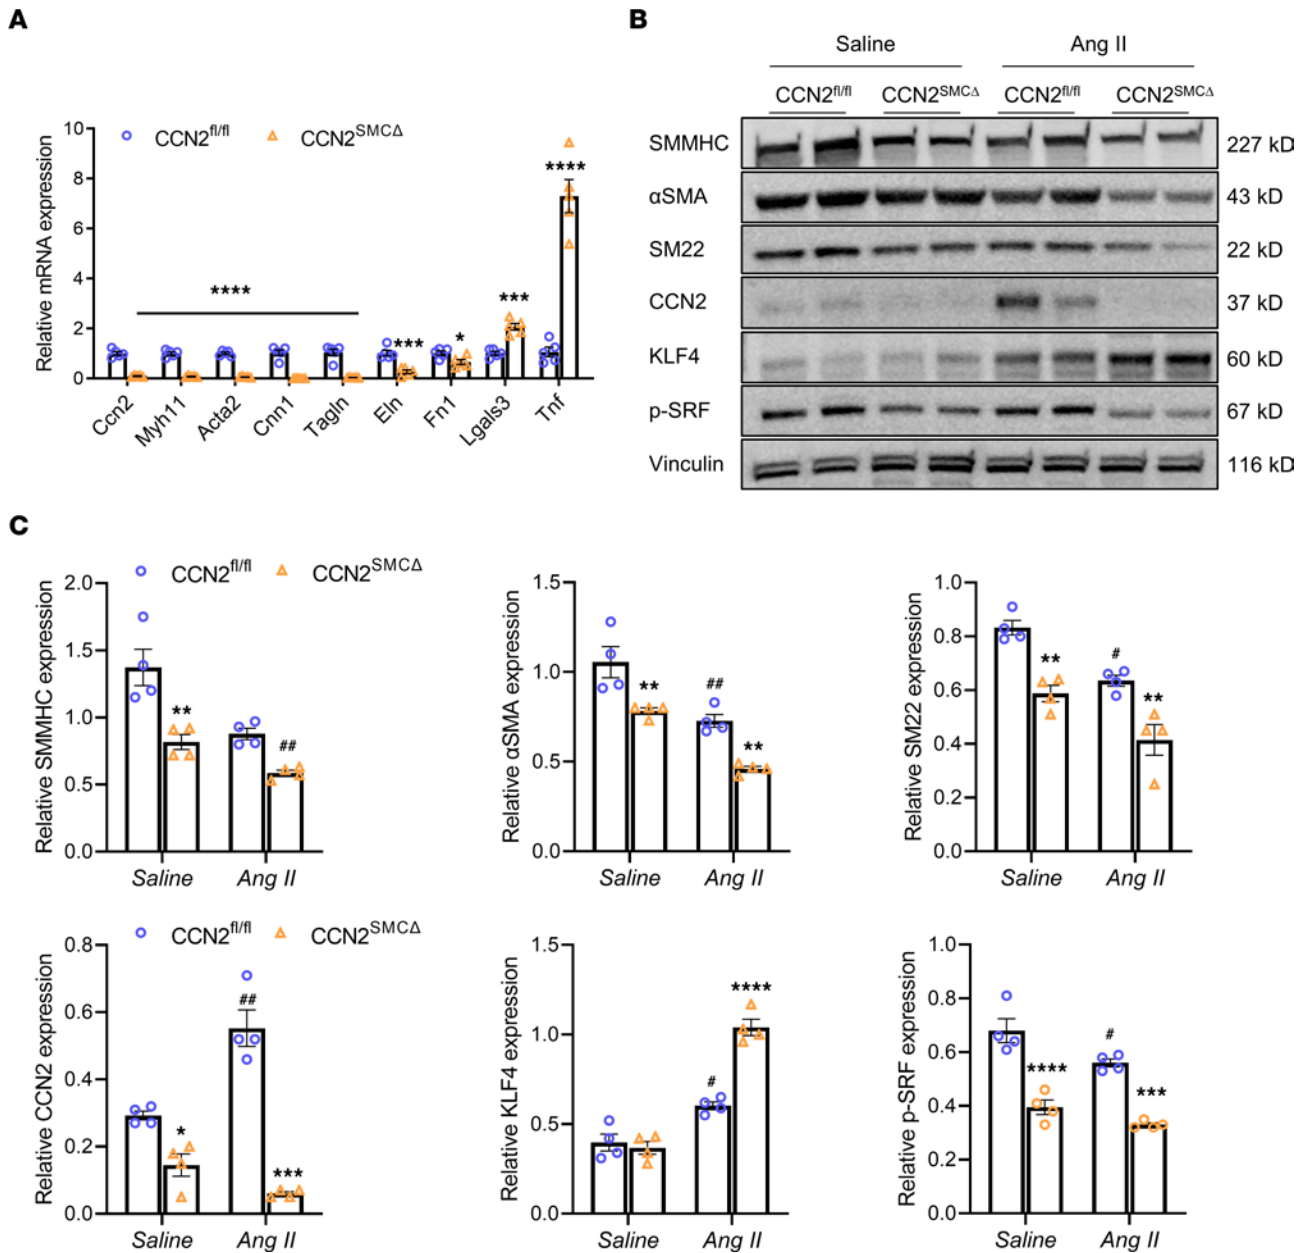 A
CCN2fl/fl CCN2SMCΔ
Relative mRNA expression
10
8
6
4
2
0
**** *** * *** ****
Ccn2 Myh11 Acta2 Cnn1 Tagln Eln Fn1 Lgals3 Tnf
B
Saline Ang II
CCN2fl/fl CCN2SMCΔ CCN2fl/fl CCN2SMCΔ
SMMHC 227 kD
αSMA 43 kD
SM22 22 kD
CCN2 37 kD
KLF4 60 kD
p-SRF 67 kD
Vinculin 116 kD
C
CCN2fl/fl CCN2SMCΔ
Relative SMMHC expression
2.0
1.5
1.0
0.5
0.0
** ##
Saline Ang II
Relative αSMA expression
1.5
1.0
0.5
0.0
** ## **
Saline Ang II
Relative SM22 expression
1.0
0.8
0.6
0.4
0.2
0.0
** # **
Saline Ang II
CCN2fl/fl CCN2SMCΔ
Relative CCN2 expression
0.8
0.6
0.4
0.2
0.0
* ## ***
Saline Ang II
Relative KLF4 expression
1.5
1.0
0.5
0.0
# ****
Saline Ang II
Relative p-SRF expression
1.0
0.8
0.6
0.4
0.2
0.0
**** # ***
Saline Ang II